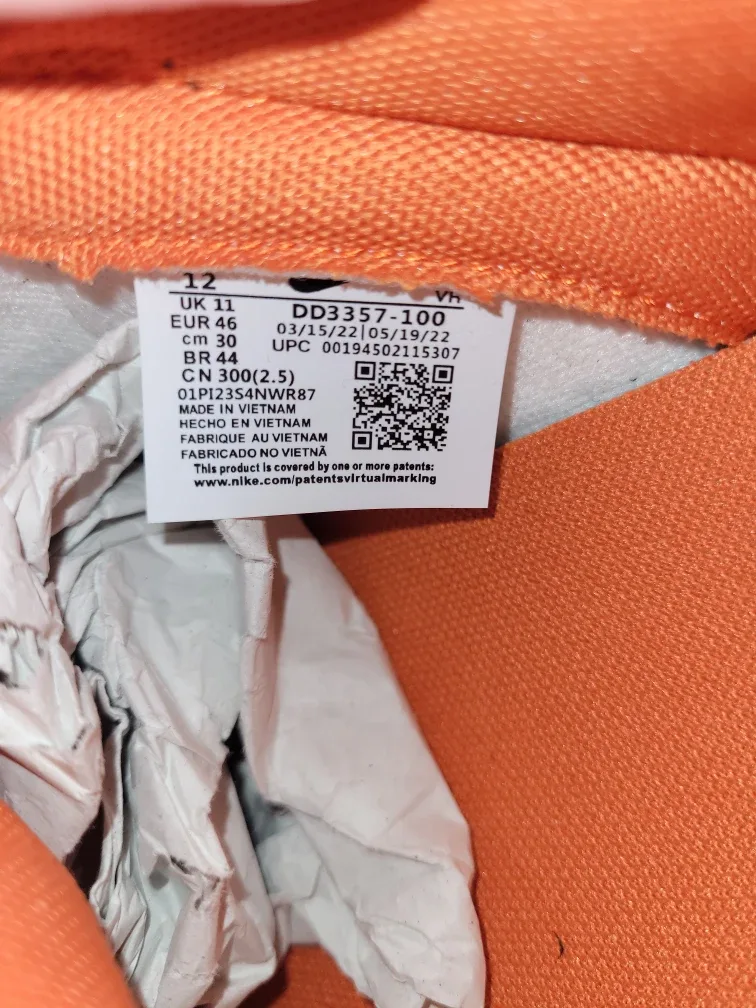 12
Vh
UK 11
DD3357-100
EUR 46
03/15/22|05/19/22
cm 30
UPC 00194502115307
BR 44
CN 300(2.5)
01PI23S4NWR87
MADE IN VIETNAM
HECHO EN VIETNAM
FABRIQUE AU VIETNAM
FABRICADO NO VIETNÃ
This product is covered by one or more patents:
www.nike.com/patentsvirtualmarking